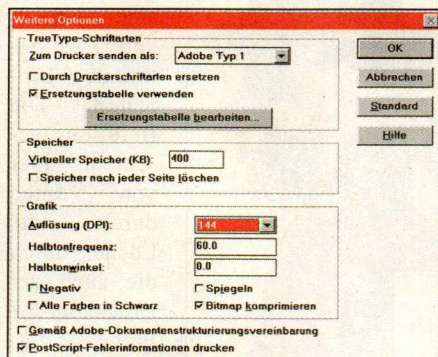 Weitere Optionen
TrueType-Schriftarten
Zum Drucker senden als: Adobe Typ 1
Durch Druckerschriftarten ersetzen
Ersetzungstabelle verwenden
Ersetzungstabelle bearbeiten...
OK
Abbrechen
Standard
Hilfe
Speicher
Virtueller Speicher (KB): 400
Speicher nach jeder Seite löschen
Grafik
Auflösung (DPI): 144
Halbtonfrequenz: 60.0
Halbtonwinkel: 0.0
Negativ Spiegeln
Alle Farben in Schwarz Bitmap komprimieren
Gemäß Adobe-Dokumentenstrukturierungsvereinbarung
PostScript-Fehlerinformationen drucken